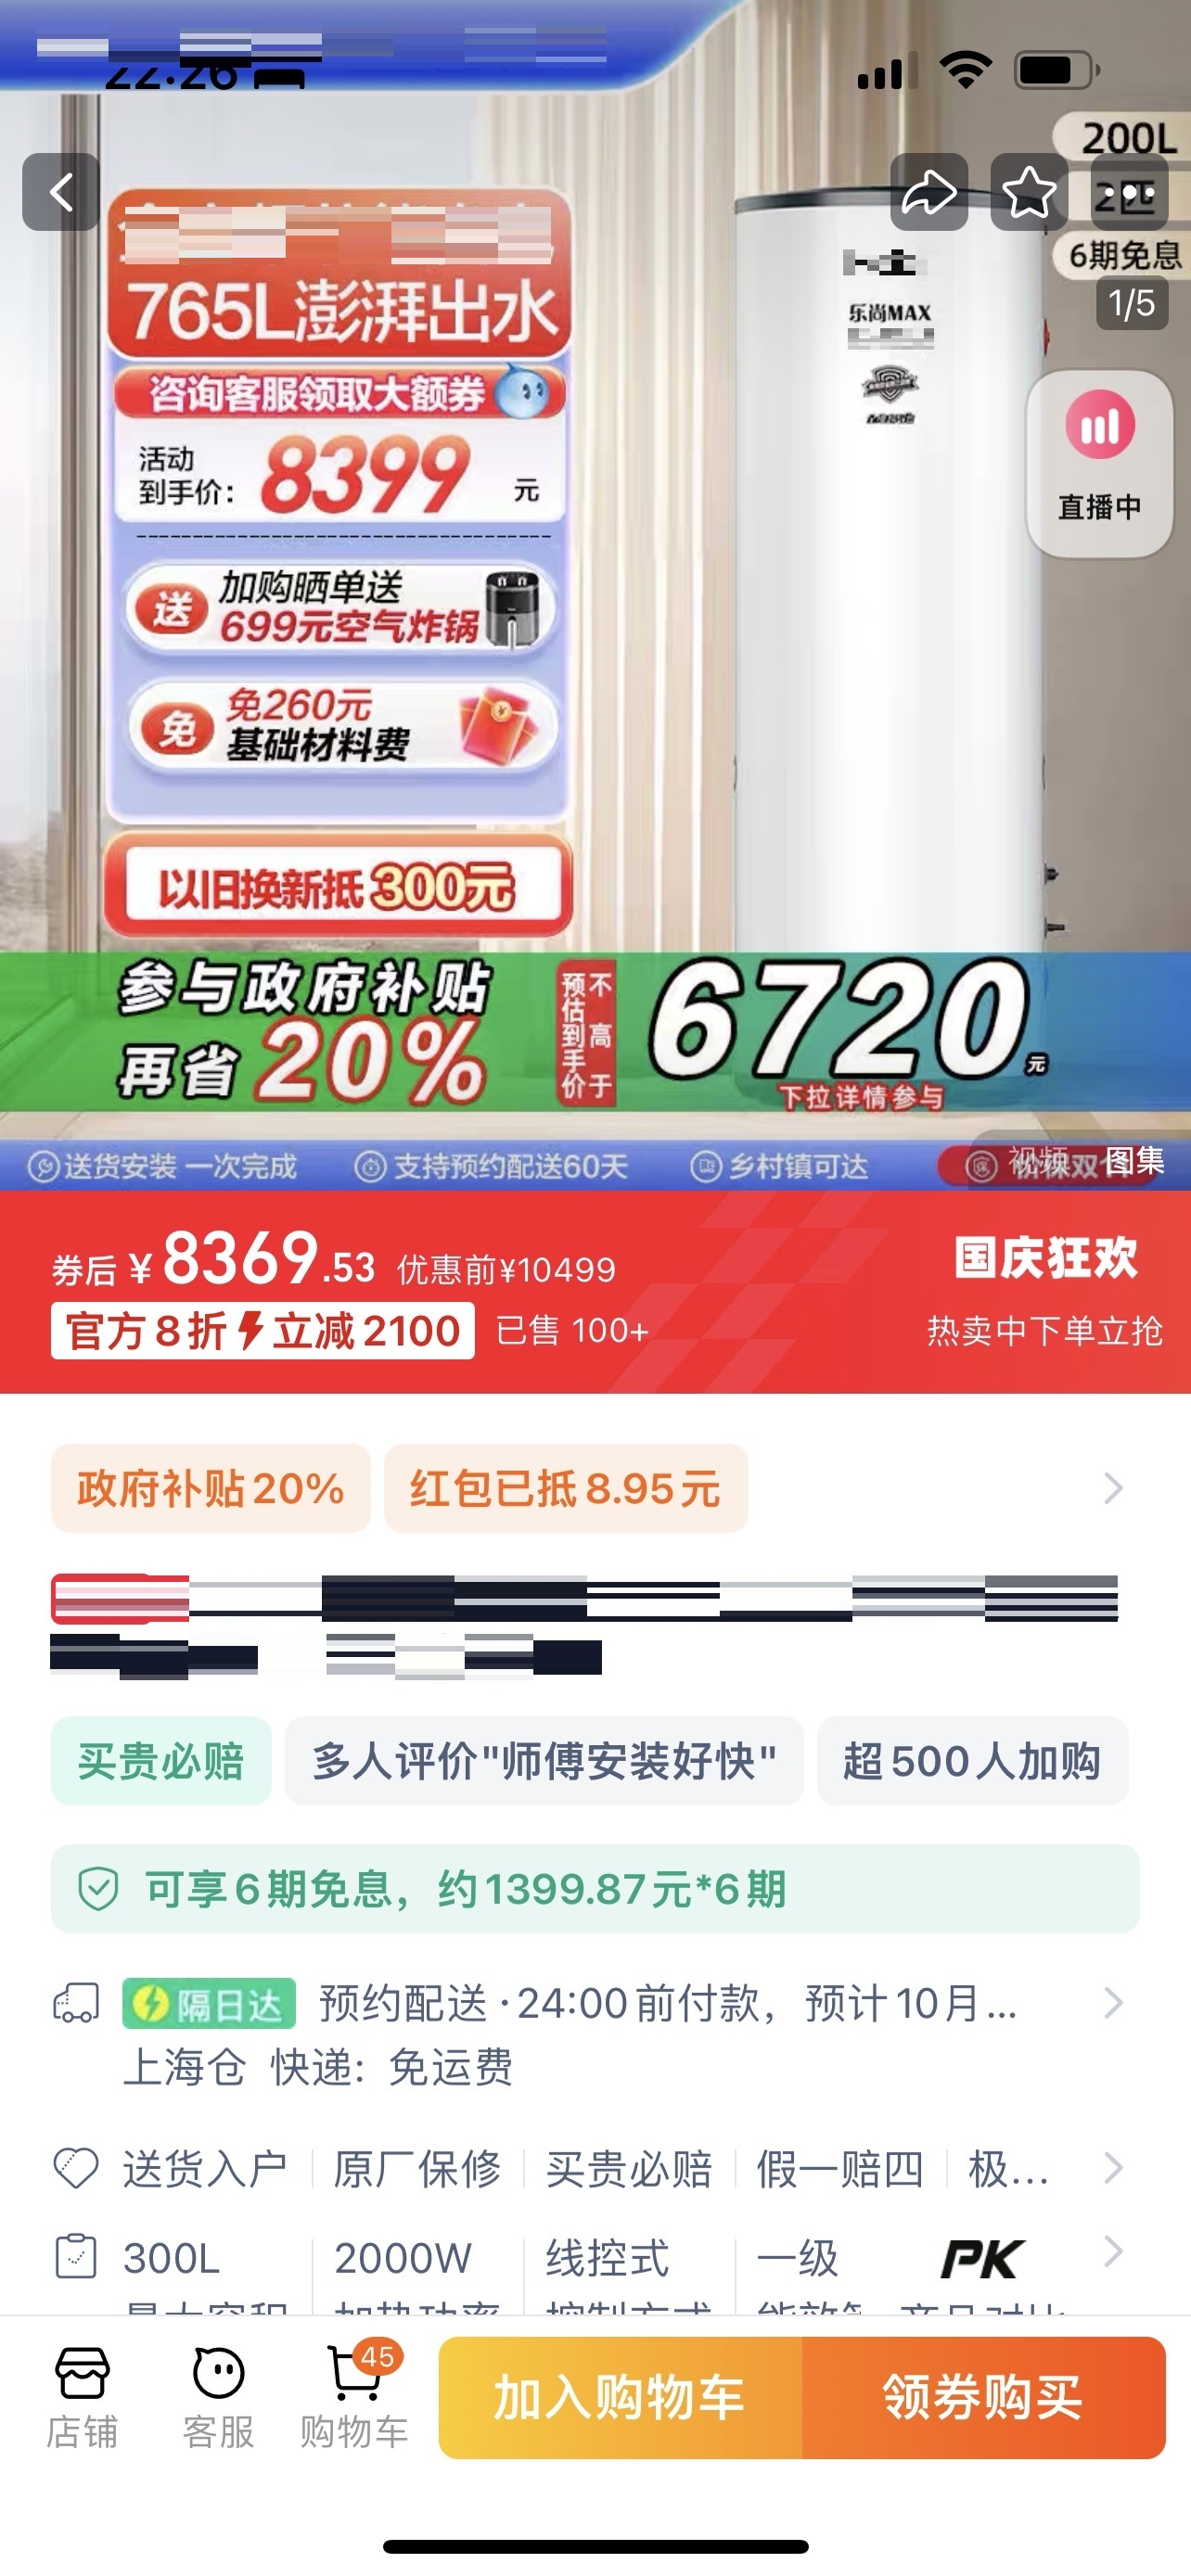 22:26
200L
2匹
6期免息
1/5
765L澎湃出水
乐尚MAX
咨询客服领取大额券
活动
到手价：
8399
元
直播中
送
加购晒单送
699元空气炸锅
免
免260元
基础材料费
以旧换新抵300元
参与政府补贴
再省20%
预估到手价
不高于
6720元
下拉详情参与
送货安装 一次完成
支持预约配送60天
乡村镇可达
视频
图集
券后¥8369.53 优惠前¥10499
国庆狂欢
官方8折立减2100
已售 100+
热卖中下单立抢
政府补贴20%
红包已抵8.95元
买贵必赔
多人评价"师傅安装好快"
超500人加购
可享6期免息，约1399.87元*6期
隔日达 预约配送·24:00前付款，预计10月...
上海仓 快递：免运费
送货入户 原厂保修 买贵必赔 假一赔四 极...
300L 2000W 线控式 一级 PK
店铺
客服
45
购物车
加入购物车
领券购买